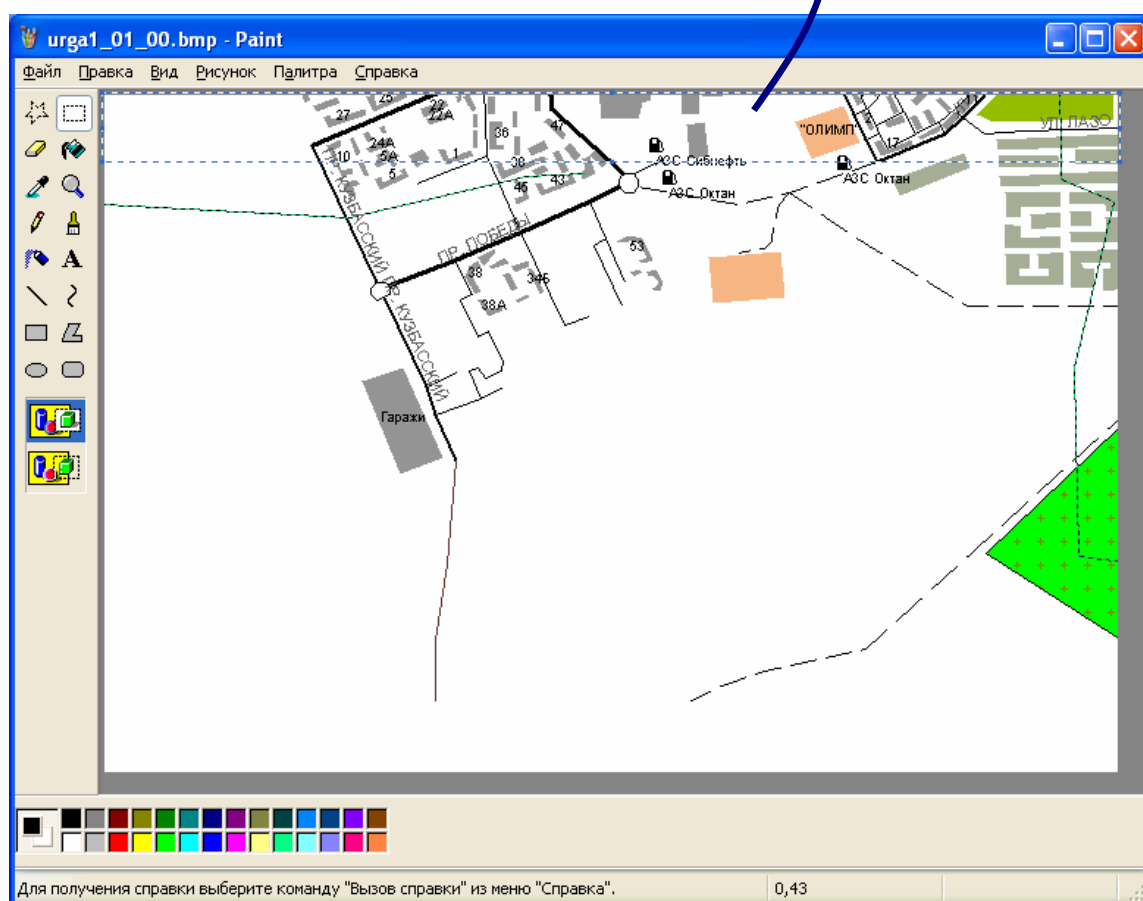 urga1_01_00.bmp - Paint
Файл Правка Вид Рисунок Палитра Справка
27
25
22
22А
24А
10
5А
5
1
36
38
47
45
43
"ОЛИМП"
17
11
УЛ ЛАЗО
АЗС Сибнефть
АЗС Октан
АЗС Октан
ПР. КУЗБАССКИЙ
ПР. ПОБЕДЫ
38
34Б
38А
53
ПР. КУЗБАССКИЙ
Гаражи
A
Для получения справки выберите команду "Вызов справки" из меню "Справка".
0,43